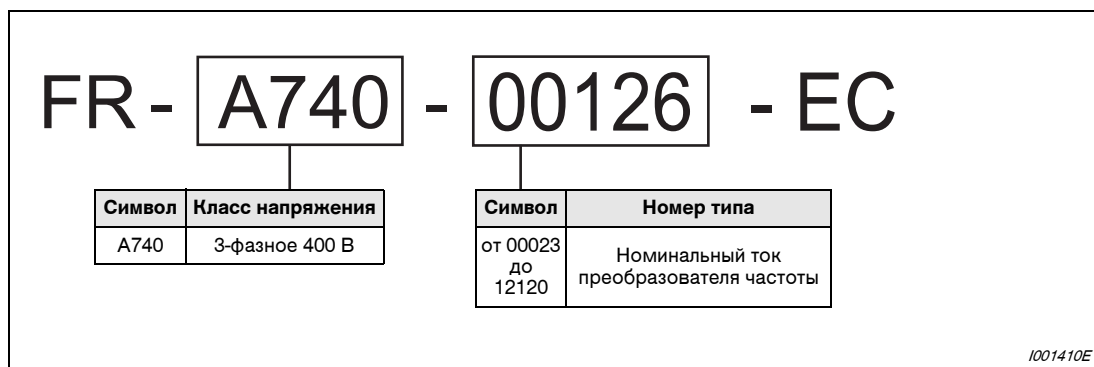 FR - A740 - 00126 - EC
Символ Класс напряжения
A740 3-фазное 400 В
Символ Номер типа
от 00023
до
12120
Номинальный ток
преобразователя частоты
I001410E